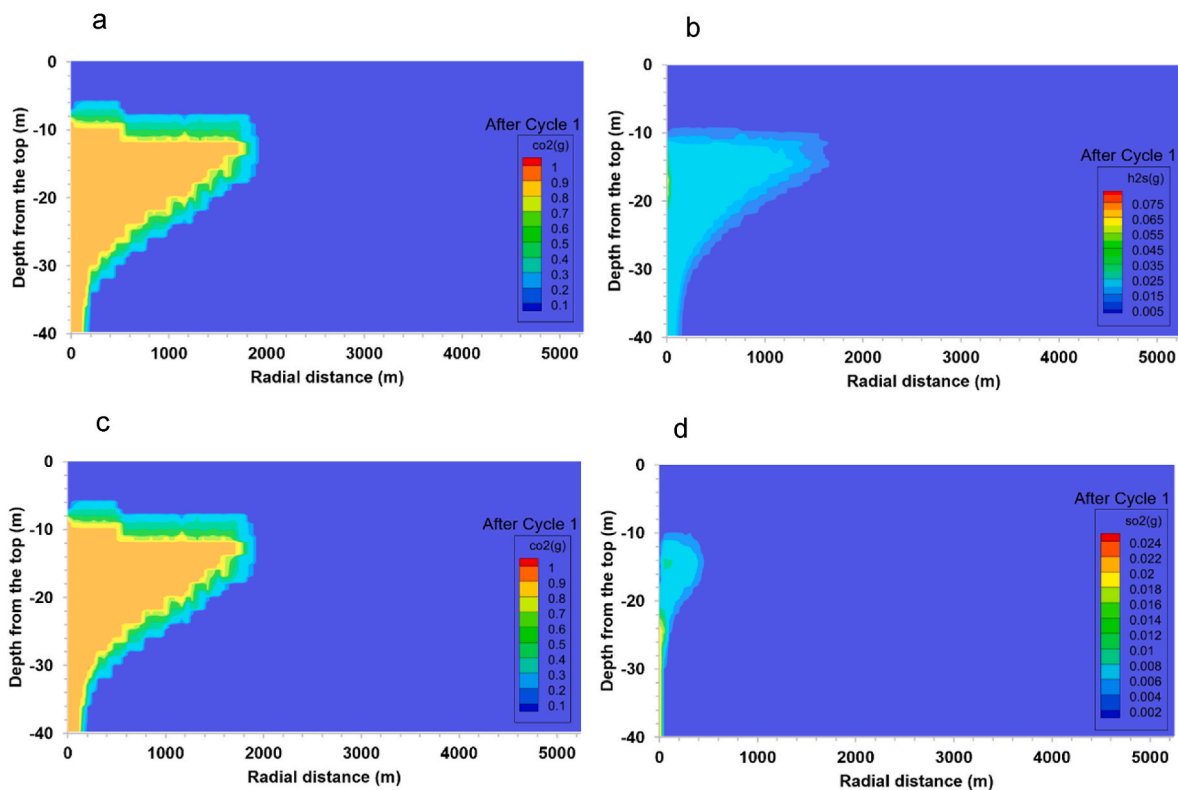 a
0
-10
-20
-30
-40
Depth from the top (m)
0 1000 2000 3000 4000 5000
Radial distance (m)
After Cycle 1
co2(g)
1
0.9
0.8
0.7
0.6
0.5
0.4
0.3
0.2
0.1
b
0
-10
-20
-30
-40
Depth from the top (m)
0 1000 2000 3000 4000 5000
Radial distance (m)
After Cycle 1
h2s(g)
0.075
0.065
0.055
0.045
0.035
0.025
0.015
0.005
c
0
-10
-20
-30
-40
Depth from the top (m)
0 1000 2000 3000 4000 5000
Radial distance (m)
After Cycle 1
co2(g)
1
0.9
0.8
0.7
0.6
0.5
0.4
0.3
0.2
0.1
d
0
-10
-20
-30
-40
Depth from the top (m)
0 1000 2000 3000 4000 5000
Radial distance (m)
After Cycle 1
so2(g)
0.024
0.022
0.02
0.018
0.016
0.014
0.012
0.01
0.008
0.006
0.004
0.002